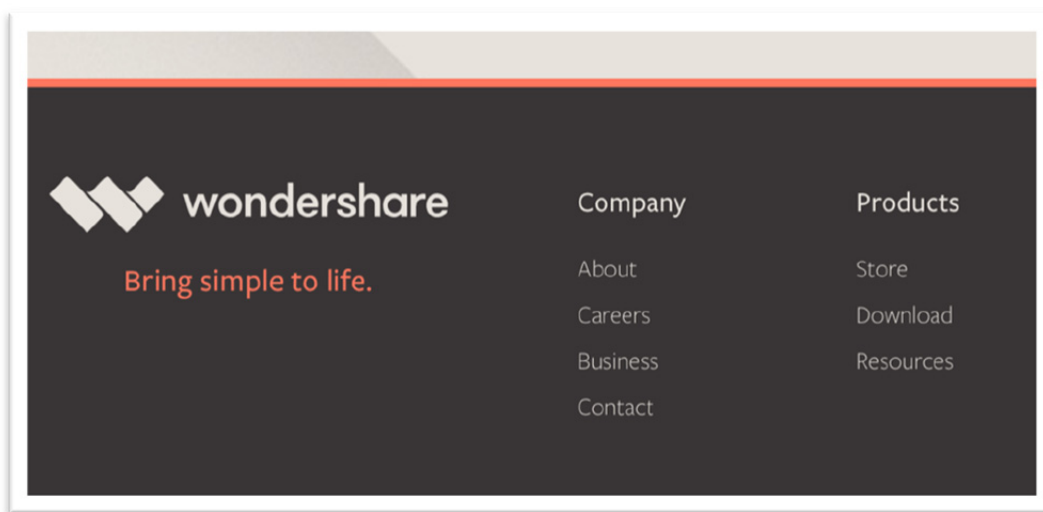 wondershare
Bring simple to life.
Company
About
Careers
Business
Contact
Products
Store
Download
Resources